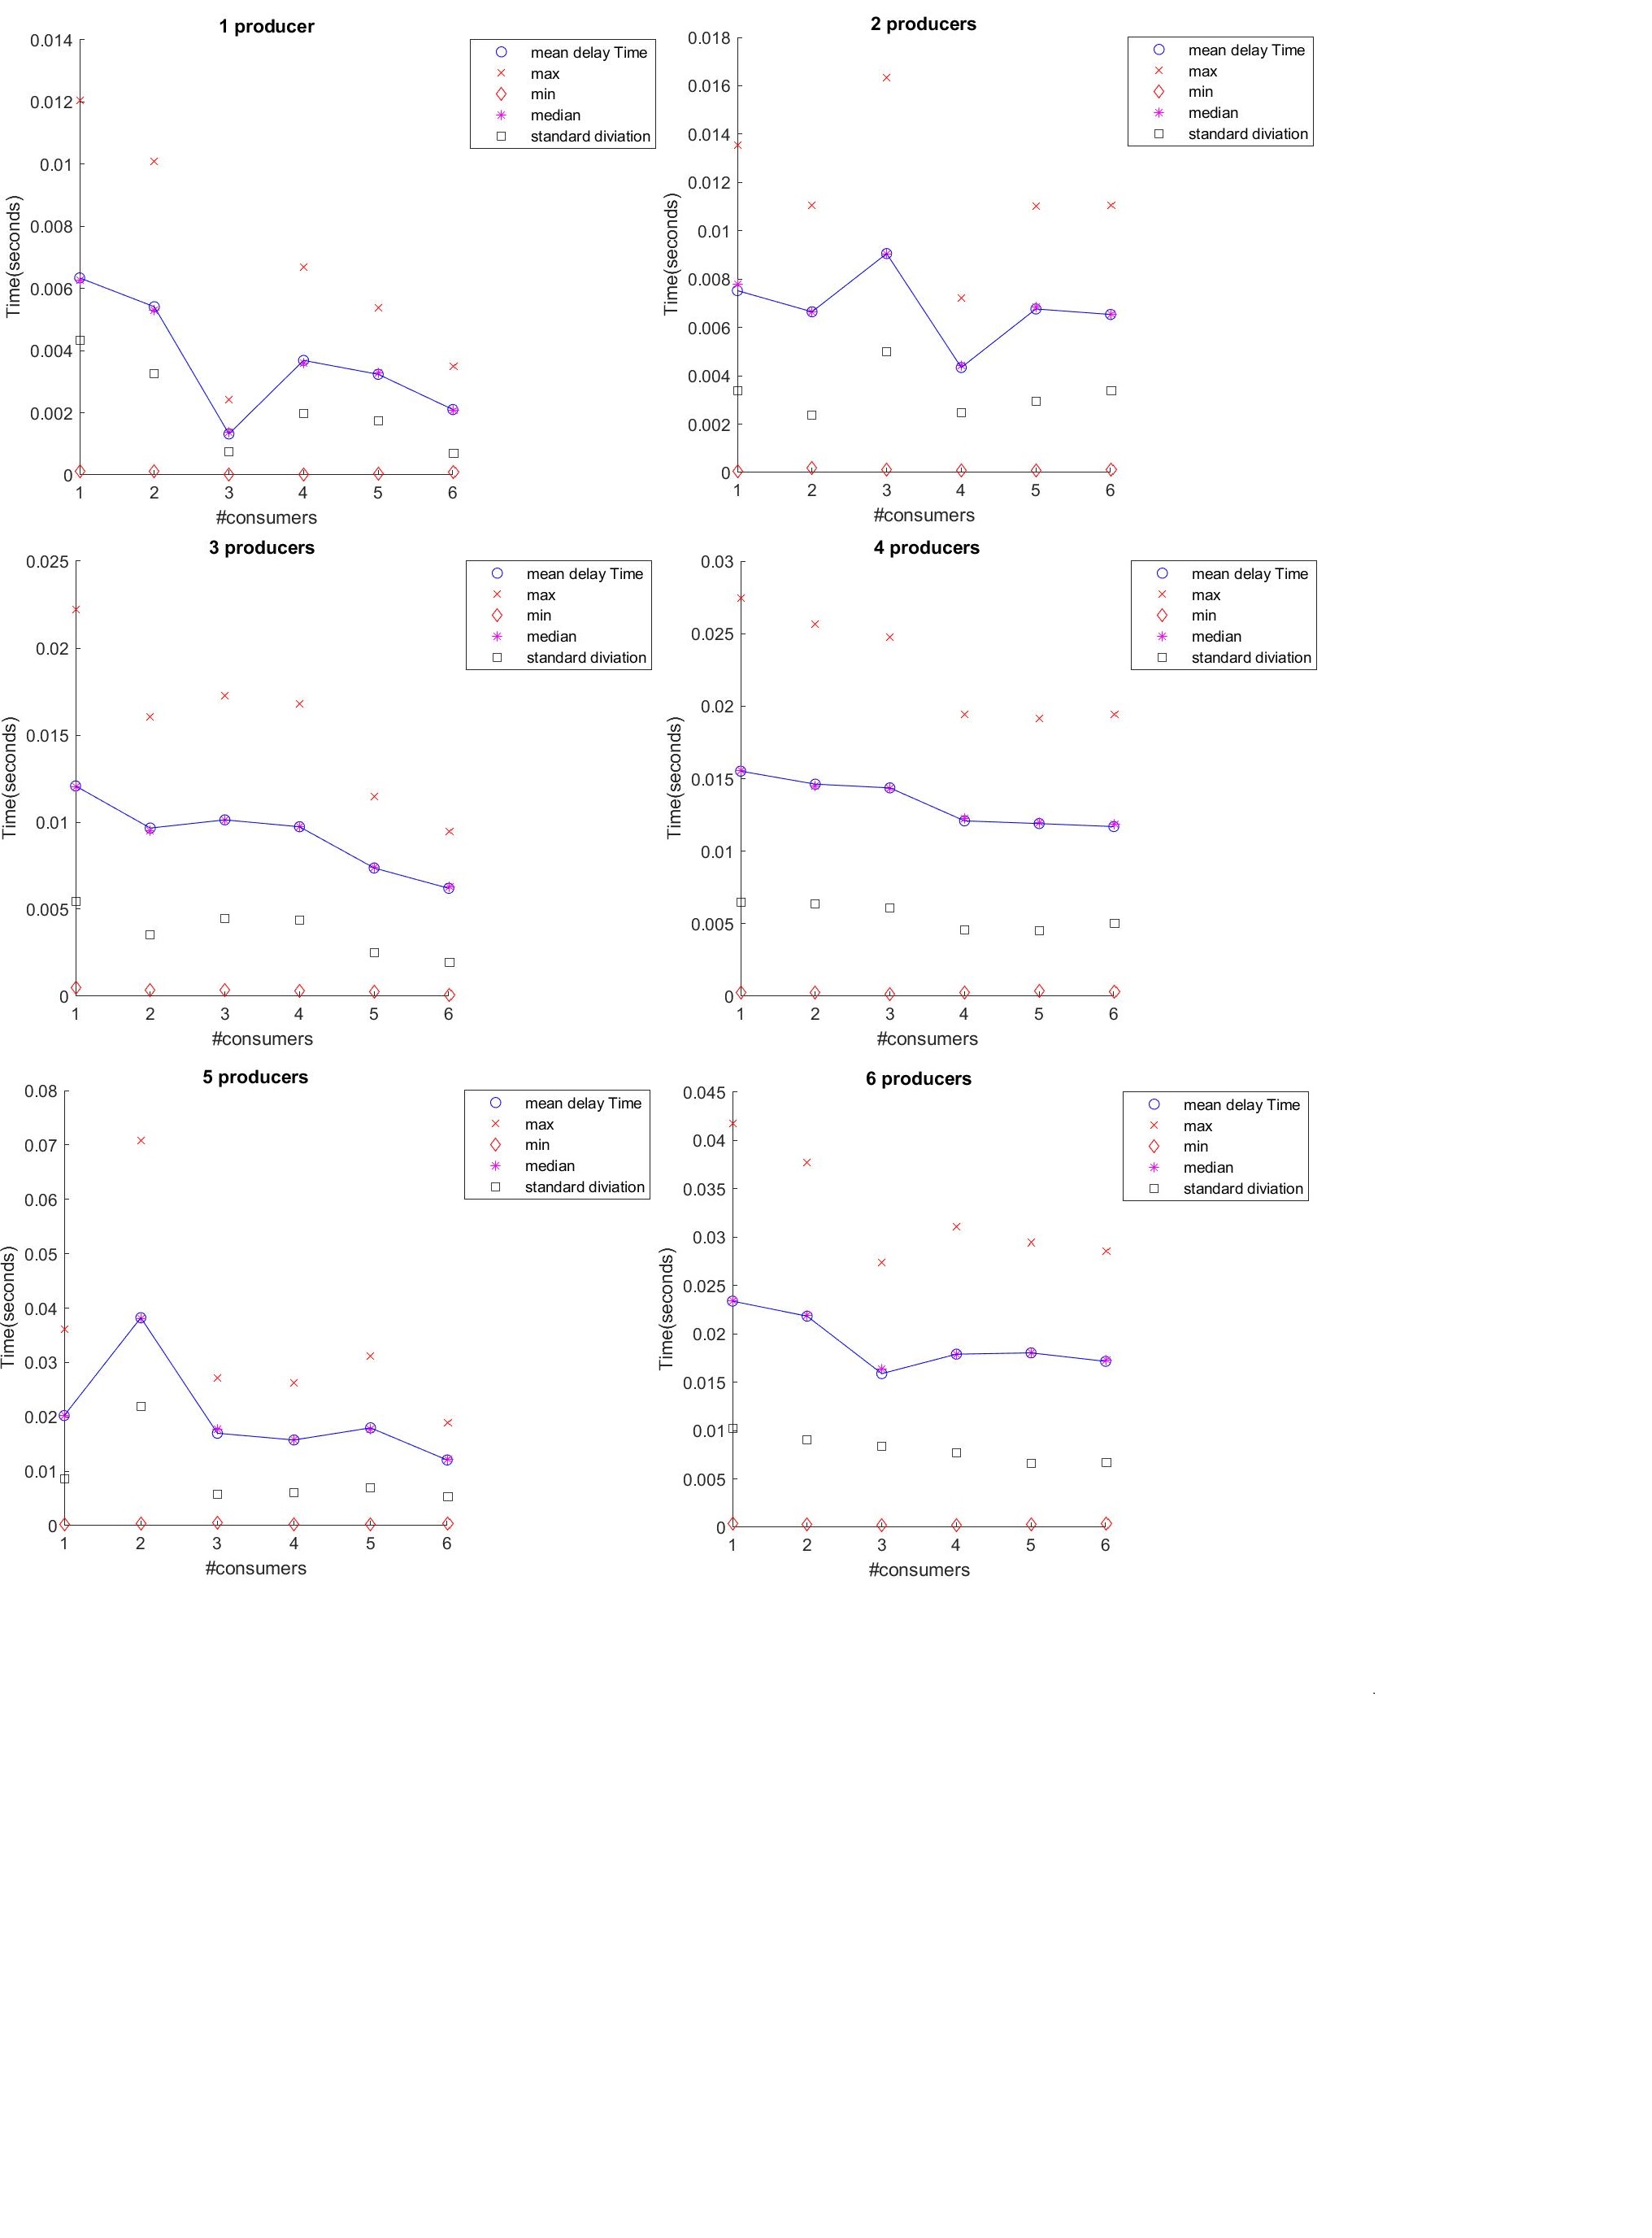 1 producer
0.014
0.012
0.01
0.008
0.006
0.004
0.002
0
Time(seconds)
1 2 3 4 5 6
#consumers
mean delay Time
max
min
median
standard diviation
2 producers
0.018
0.016
0.014
0.012
0.01
0.008
0.006
0.004
0.002
0
Time(seconds)
1 2 3 4 5 6
#consumers
mean delay Time
max
min
median
standard diviation
3 producers
0.025
0.02
0.015
0.01
0.005
0
Time(seconds)
1 2 3 4 5 6
#consumers
mean delay Time
max
min
median
standard diviation
4 producers
0.03
0.025
0.02
0.015
0.01
0.005
0
Time(seconds)
1 2 3 4 5 6
#consumers
mean delay Time
max
min
median
standard diviation
5 producers
0.08
0.07
0.06
0.05
0.04
0.03
0.02
0.01
0
Time(seconds)
1 2 3 4 5 6
#consumers
mean delay Time
max
min
median
standard diviation
6 producers
0.045
0.04
0.035
0.03
0.025
0.02
0.015
0.01
0.005
0
Time(seconds)
1 2 3 4 5 6
#consumers
mean delay Time
max
min
median
standard diviation